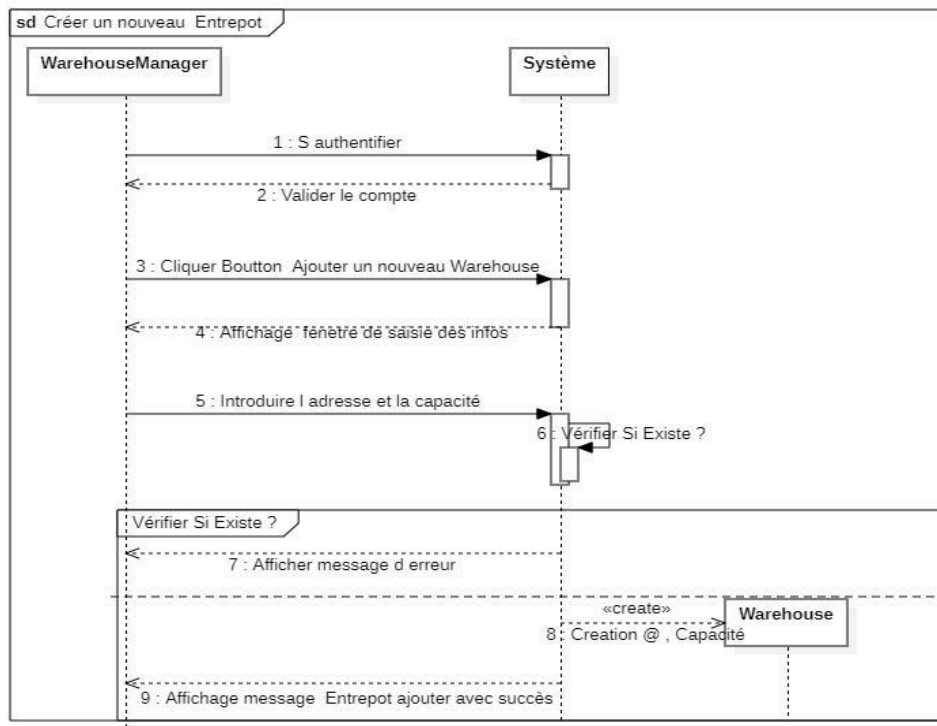 sd Créer un nouveau Entrepot
WarehouseManager
Système
1 : S authentifier
2 : Valider le compte
3 : Cliquer Boutton Ajouter un nouveau Warehouse
4 : Affichage fenetre de saisie des infos
5 : Introduire l adresse et la capacité
6 : Vérifier Si Existe ?
Vérifier Si Existe ?
7 : Afficher message d erreur
«create»
Warehouse
8 : Creation @ , Capacité
9 : Affichage message Entrepot ajouter avec succès